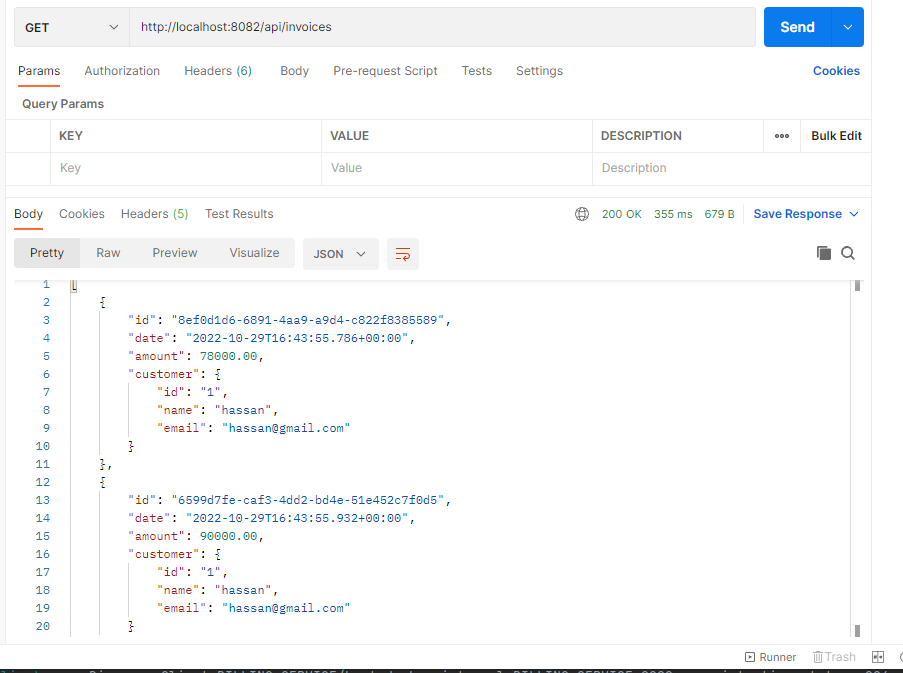 GET http://localhost:8082/api/invoices Send
Params Authorization Headers (6) Body Pre-request Script Tests Settings Cookies
Query Params
KEY VALUE DESCRIPTION ooo Bulk Edit
Key Value Description
Body Cookies Headers (5) Test Results 200 OK 355 ms 679 B Save Response
Pretty Raw Preview Visualize JSON
1 [
2 {
3 "id": "8ef0d1d6-6891-4aa9-a9d4-c822f8385589",
4 "date": "2022-10-29T16:43:55.786+00:00",
5 "amount": 78000.00,
6 "customer": {
7 "id": "1",
8 "name": "hassan",
9 "email": "hassan@gmail.com"
10 }
11 },
12 {
13 "id": "6599d7fe-caf3-4dd2-bd4e-51e452c7f0d5",
14 "date": "2022-10-29T16:43:55.932+00:00",
15 "amount": 90000.00,
16 "customer": {
17 "id": "1",
18 "name": "hassan",
19 "email": "hassan@gmail.com"
20 }
Runner Trash